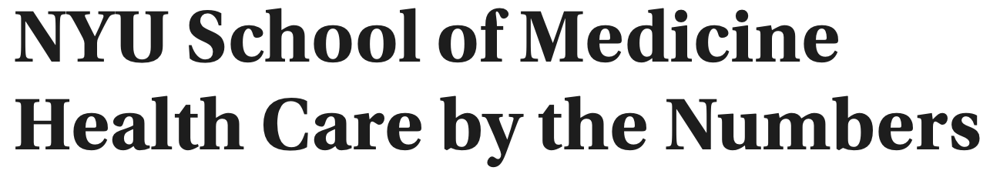 NYU School of Medicine
Health Care by the Numbers